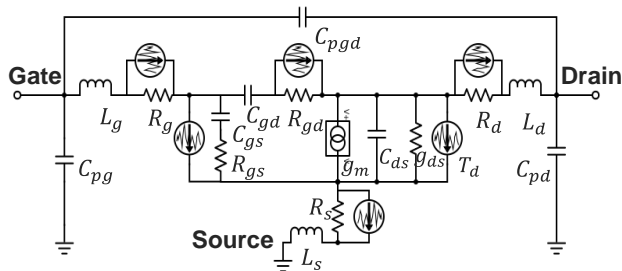 C_pgd
Gate
Drain
L_g
R_g
C_gd
R_gd
R_d
L_d
C_gs
R_gs
g_m
C_ds
g_ds
T_d
C_pg
C_pd
R_s
Source
L_s